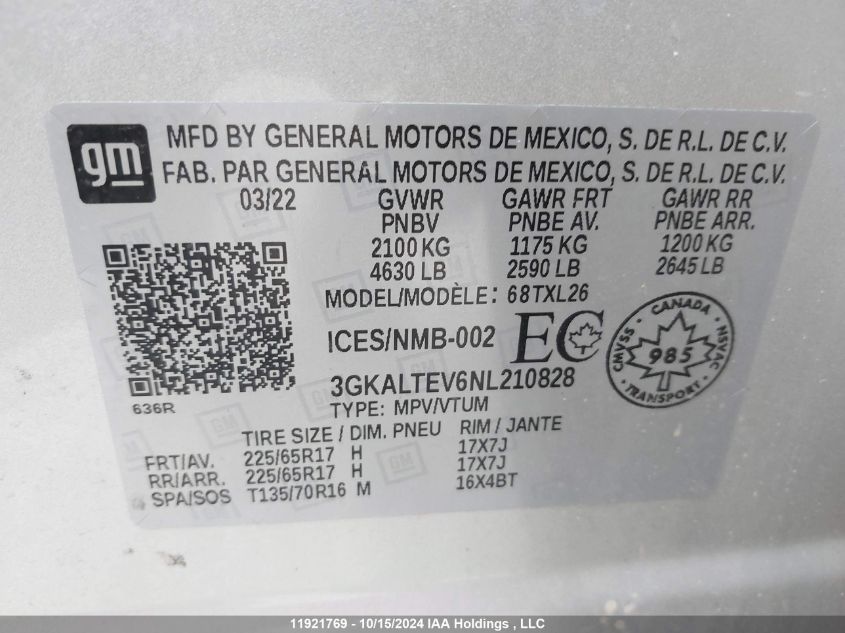 gm
MFD BY GENERAL MOTORS DE MEXICO, S. DE R.L. DE C.V.
FAB. PAR GENERAL MOTORS DE MEXICO, S. DE R.L. DE C.V.
03/22 GVWR GAWR FRT GAWR RR
PNBV PNBE AV. PNBE ARR.
2100 KG 1175 KG 1200 KG
4630 LB 2590 LB 2645 LB
MODEL/MODÈLE: 68TXL26
ICES/NMB-002 EC
CANADA
CMVSS 985 NSVAC
TRANSPORT
3GKALTEV6NL210828
636R
TYPE: MPV/VTUM
TIRE SIZE / DIM. PNEU RIM / JANTE
FRT/AV. 225/65R17 H 17X7J
RR/ARR. 225/65R17 H 17X7J
SPA/SOS T135/70R16 M 16X4BT
11921769 - 10/15/2024 IAA Holdings , LLC